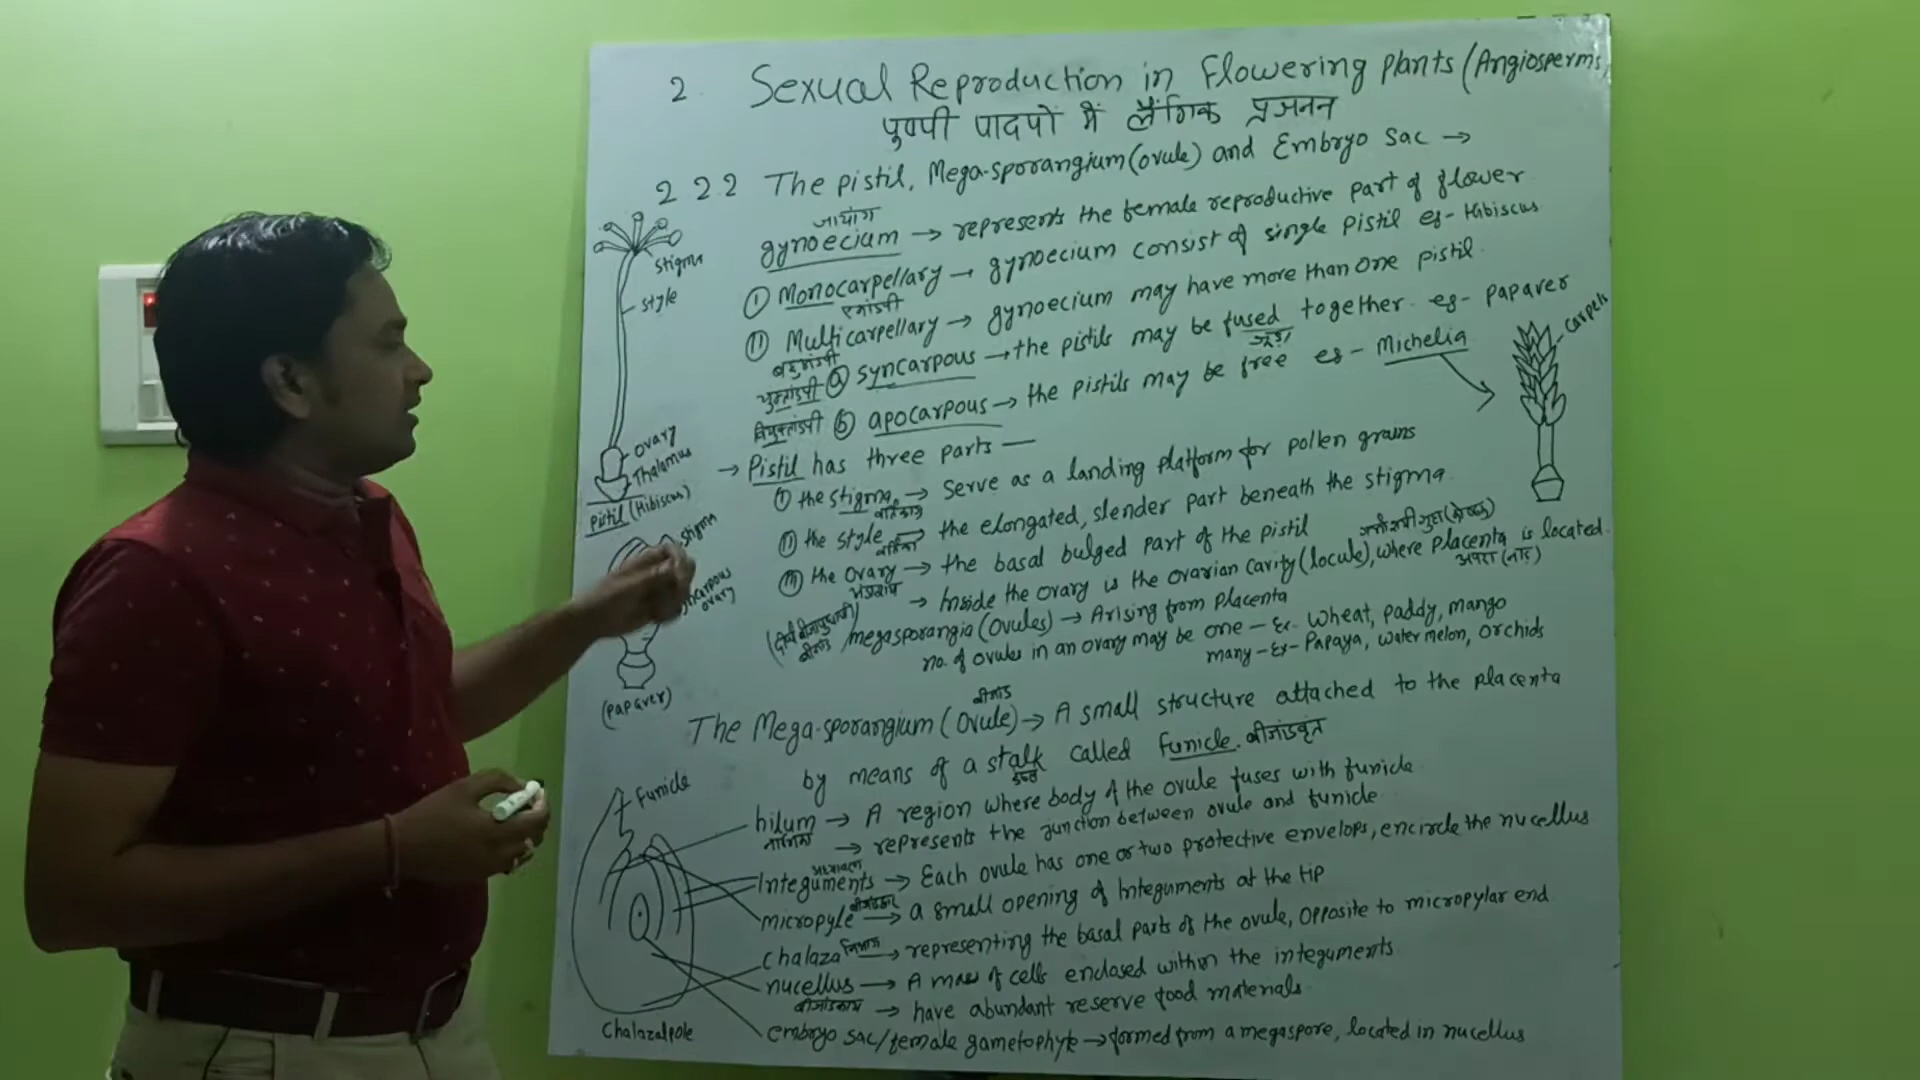 2. Sexual Reproduction in Flowering Plants (Angiosperms
पुष्पी पादपों में लैंगिक प्रजनन
2.2.2 The pistil, Mega-sporangium (ovule) and Embryo sac →
जायांग
gynoecium → represents the female reproductive part of flower
① Monocarpellary → gynoecium consist of single Pistil eg- Hibiscus
एकांडपी
② Multicarpellary → gynoecium may have more than one pistil.
बहुअंडपी
युक्तांडपी ⓐ syncarpous → the pistils may be fused together. eg- papaver
वियुक्तांडपी ⓑ apocarpous → the pistils may be free eg - Michelia
carpels
→ Pistil has three parts —
① the stigma → Serve as a landing platform for pollen grains
वर्तिकाग्र
② the style → the elongated, slender part beneath the stigma
वर्तिका
③ the ovary → the basal bulged part of the pistil
अंडाशय
→ Inside the ovary is the ovarian cavity (locule), where placenta is located.
megasporangia (ovules) → Arising from placenta
बीजांड
no. of ovules in an ovary may be one - Ex- wheat, paddy, mango
many - Ex- Papaya, water melon, orchids
बीजांड
The Mega-sporangium (Ovule) → A small structure attached to the placenta
by means of a stalk called funicle. बीजांडवृन्त
hilum → A region where body of the ovule fuses with funicle
नाभिका
→ represents the junction between ovule and funicle
Integuments → Each ovule has one or two protective envelops, encircle the nucellus
micropyle → a small opening of Integuments at the tip
chalaza → representing the basal parts of the ovule, opposite to micropylar end
nucellus → A mass of cells enclosed within the integuments
बीजांडकाय → have abundant reserve food materials
embryo sac/female gametophyte → formed from a megaspore, located in nucellus
stigma
style
ovary
Thalamus
pistil (Hibiscus)
stigma
ovary
(papaver)
funicle
Chalazal pole